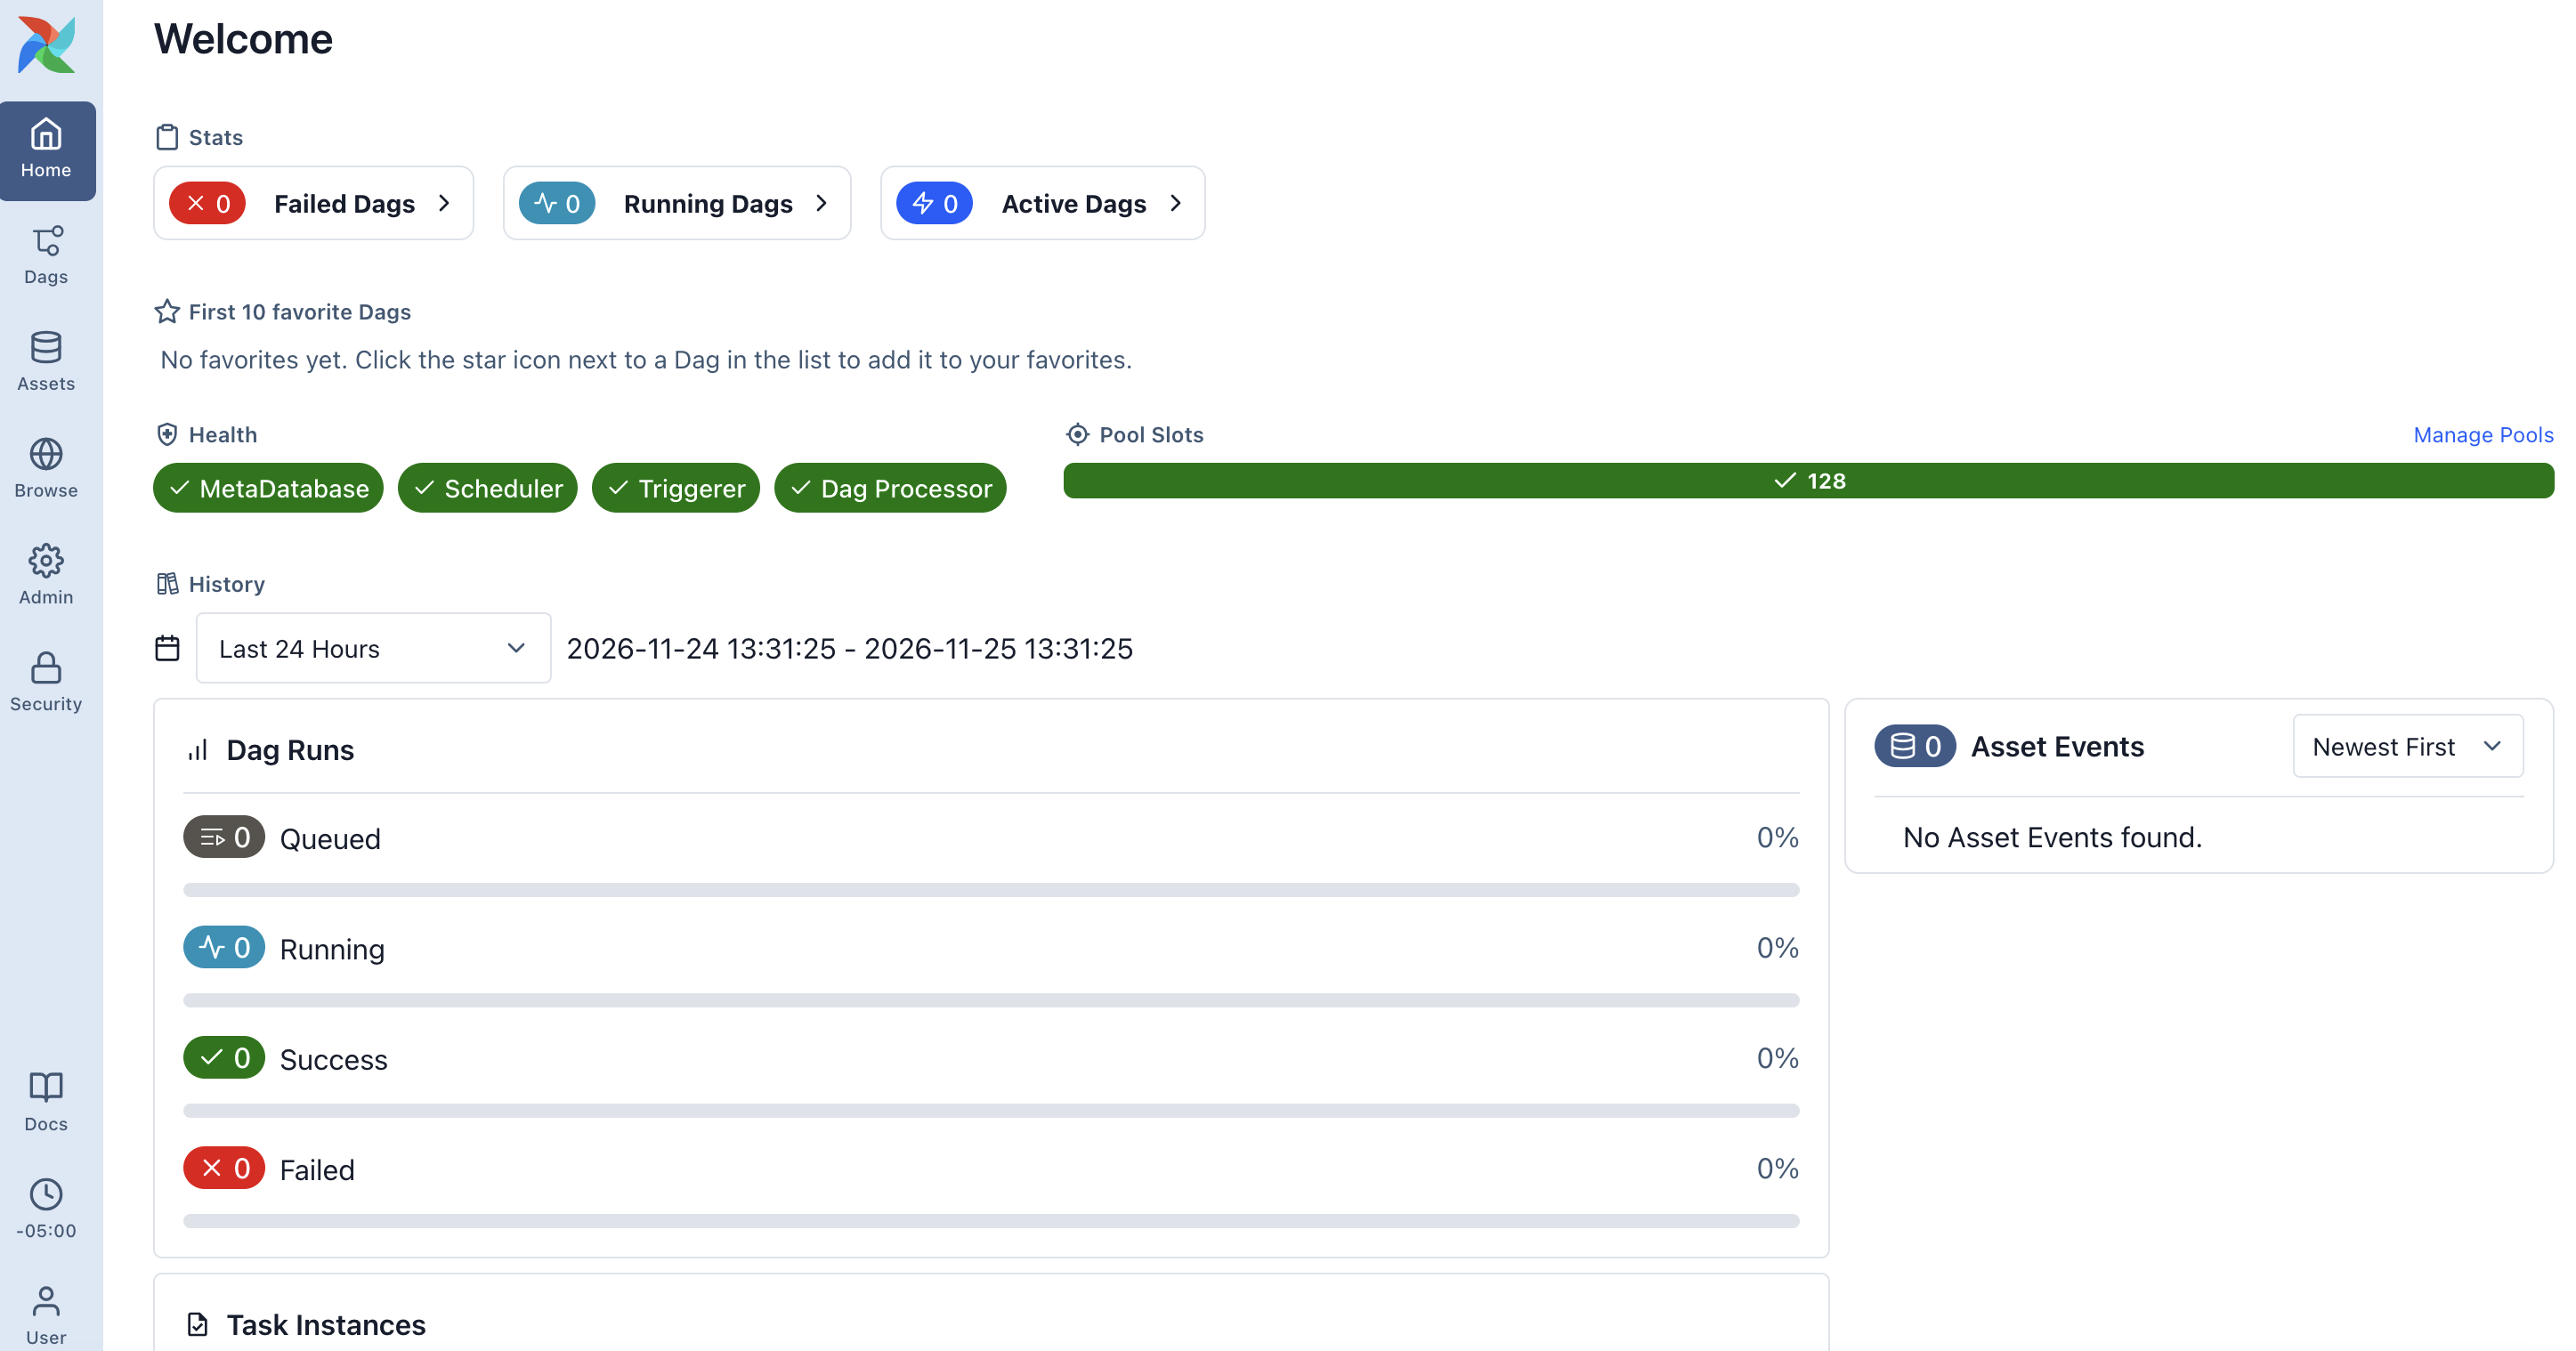 Welcome
Home
Dags
Assets
Browse
Admin
Security
Docs
-05:00
User
Stats
0 Failed Dags
0 Running Dags
0 Active Dags
First 10 favorite Dags
No favorites yet. Click the star icon next to a Dag in the list to add it to your favorites.
Health
MetaDatabase
Scheduler
Triggerer
Dag Processor
Pool Slots
Manage Pools
128
History
Last 24 Hours
2026-11-24 13:31:25 - 2026-11-25 13:31:25
Dag Runs
0 Queued 0%
0 Running 0%
0 Success 0%
0 Failed 0%
0 Asset Events
Newest First
No Asset Events found.
Task Instances